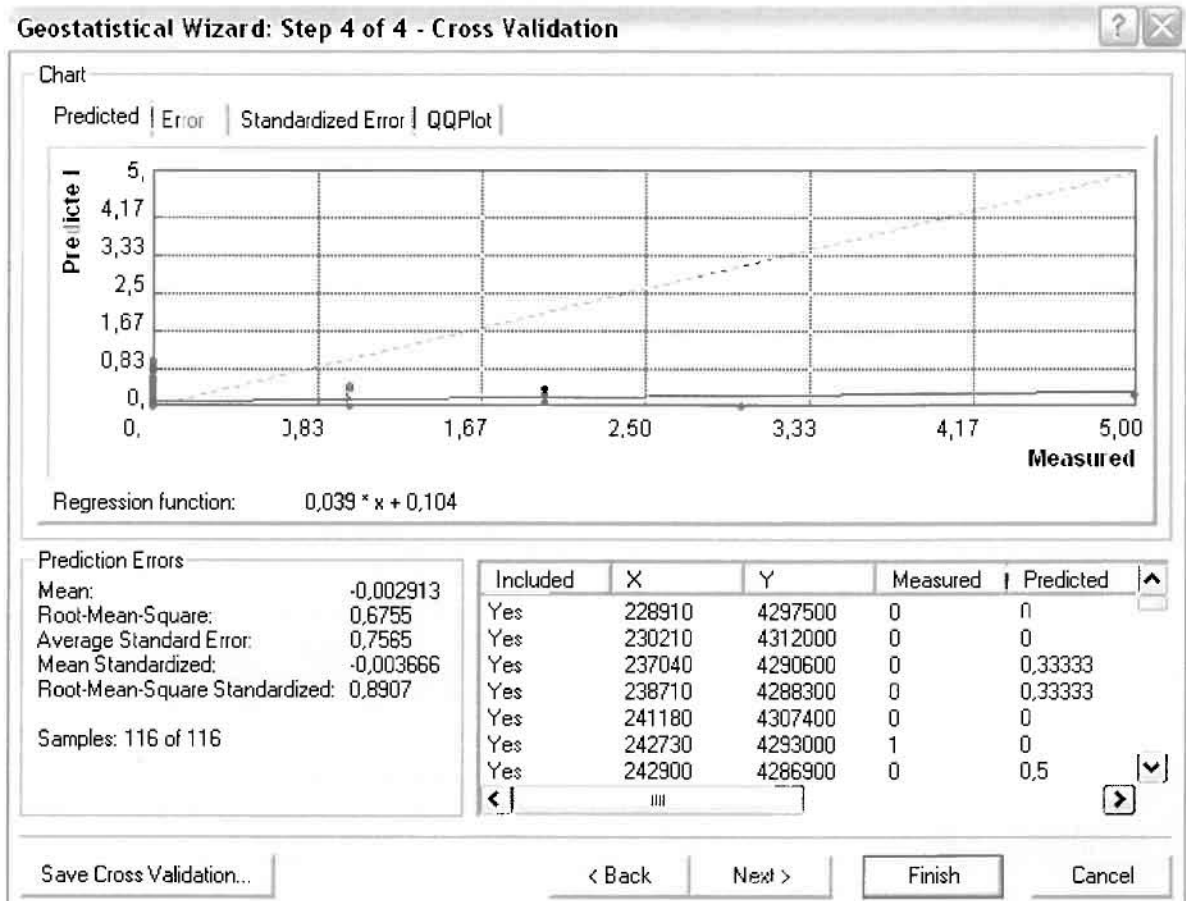 Geostatistical Wizard: Step 4 of 4 - Cross Validation
Chart
Predicted Error Standardized Error QQPlot
Predicte l
5,
4,17
3,33
2,5
1,67
0,83
0,
0, ),83 1,67 2,50 3,33 4,17 5,00
Measured
Regression function: 0,039 * x + 0,104
Prediction Errors
Mean: -0,002913
Root-Mean-Square: 0,6755
Average Standard Error: 0,7565
Mean Standardized: -0,003666
Root-Mean-Square Standardized: 0,8907
Samples: 116 of 116
Included X Y Measured Predicted
Yes 228910 4297500 0 0
Yes 230210 4312000 0 0
Yes 237040 4290600 0 0,33333
Yes 238710 4288300 0 0,33333
Yes 241180 4307400 0 0
Yes 242730 4293000 1 0
Yes 242900 4286900 0 0,5
Save Cross Validation... < Back Next > Finish Cancel